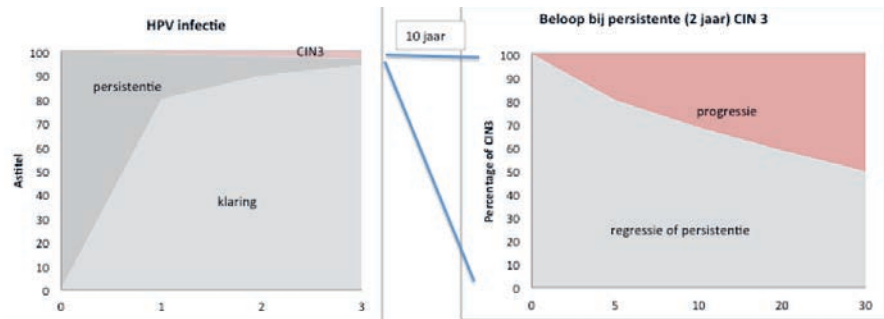 HPV infectie
100
90
80
70
60
50
40
30
20
10
0
Astitel
CIN3
persistentie
klaring
0 1 2 3
10 jaar
Beloop bij persistente (2 jaar) CIN 3
100
90
80
70
60
50
40
30
20
10
0
Percentage of CIN3
progressie
regressie of persistentie
0 5 10 20 30